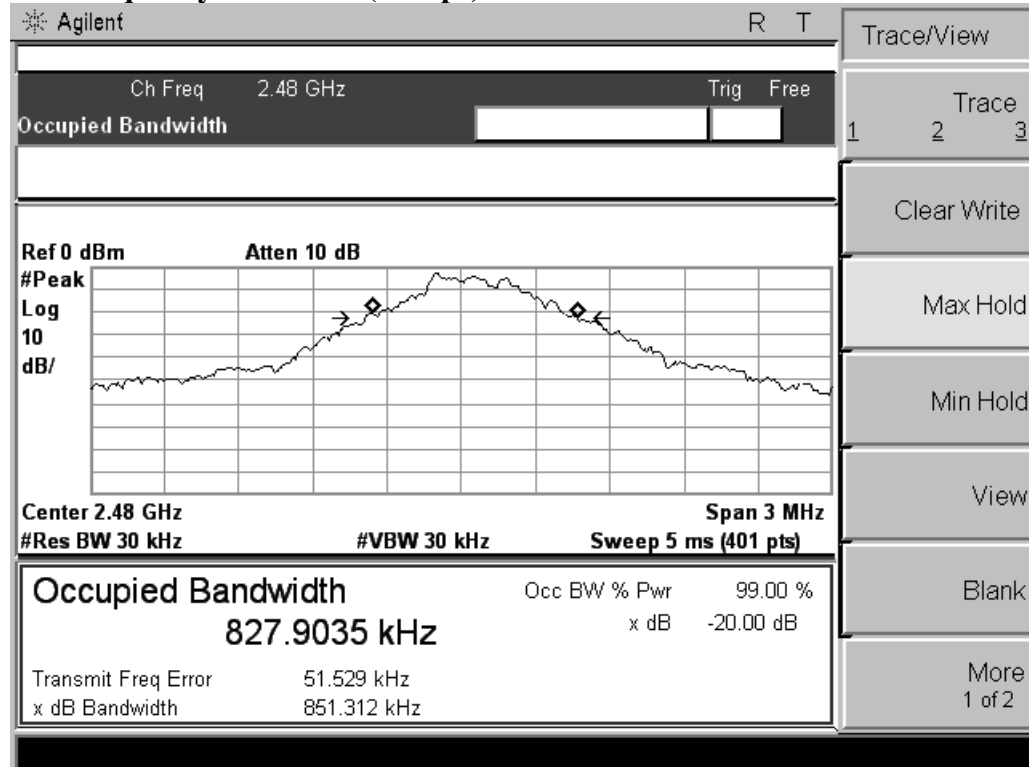 Agilent R T
Trace/View
Ch Freq 2.48 GHz Trig Free
Occupied Bandwidth
Trace
1 2 3
Clear Write
Ref 0 dBm Atten 10 dB
#Peak
Log
10
dB/
Max Hold
Min Hold
Center 2.48 GHz Span 3 MHz
#Res BW 30 kHz #VBW 30 kHz Sweep 5 ms (401 pts)
View
Occupied Bandwidth Occ BW % Pwr 99.00 %
827.9035 kHz x dB -20.00 dB
Blank
Transmit Freq Error 51.529 kHz
x dB Bandwidth 851.312 kHz
More
1 of 2